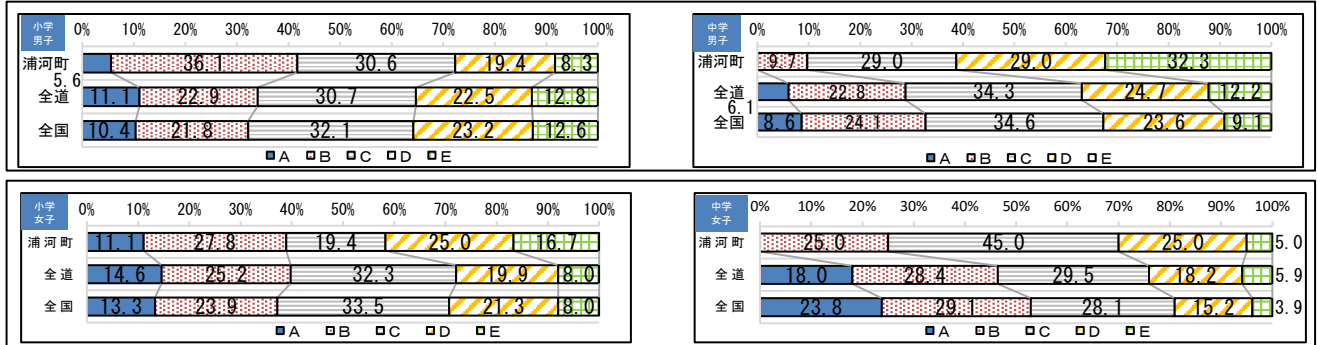 小学
男子
0% 10% 20% 30% 40% 50% 60% 70% 80% 90% 100%
浦河町 5.6 36.1 30.6 19.4 8.3
全道 11.1 22.9 30.7 22.5 12.8
全国 10.4 21.8 32.1 23.2 12.6
A B C D E
中学
男子
0% 10% 20% 30% 40% 50% 60% 70% 80% 90% 100%
浦河町 9.7 29.0 29.0 32.3
全道 6.1 22.8 34.3 24.7 12.2
全国 8.6 24.1 34.6 23.6 9.1
A B C D E
小学
女子
0% 10% 20% 30% 40% 50% 60% 70% 80% 90% 100%
浦河町 11.1 27.8 19.4 25.0 16.7
全道 14.6 25.2 32.3 19.9 8.0
全国 13.3 23.9 33.5 21.3 8.0
A B C D E
中学
女子
0% 10% 20% 30% 40% 50% 60% 70% 80% 90% 100%
浦河町 25.0 45.0 25.0 5.0
全道 18.0 28.4 29.5 18.2 5.9
全国 23.8 29.1 28.1 15.2 3.9
A B C D E